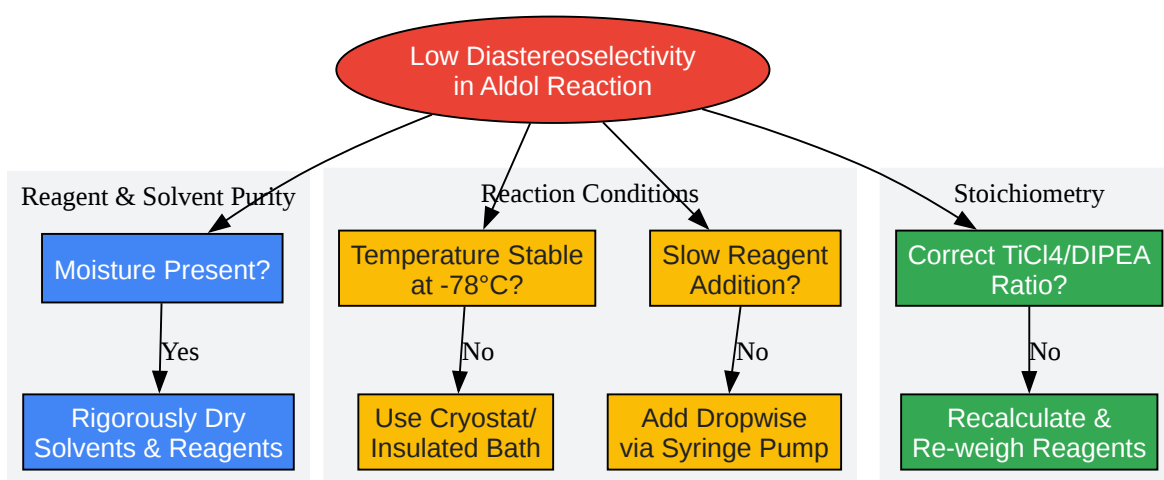 Low Diastereoselectivity
in Aldol Reaction
Reagent & Solvent Purity
Reaction Conditions
Stoichiometry
Moisture Present?
Temperature Stable
at -78°C?
Slow Reagent
Addition?
Correct TiCl4/DIPEA
Ratio?
Yes
No
No
No
Rigorously Dry
Solvents & Reagents
Use Cryostat/
Insulated Bath
Add Dropwise
via Syringe Pump
Recalculate &
Re-weigh Reagents